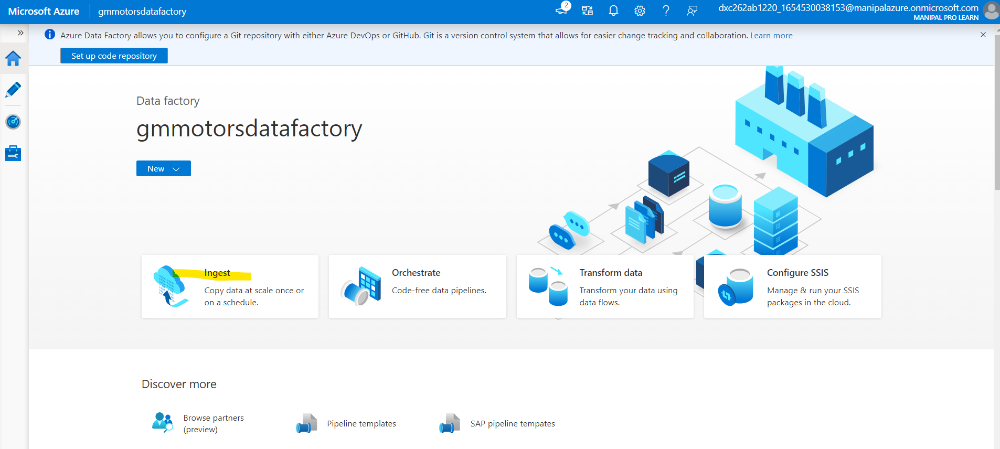 Microsoft Azure
gmmotorsdatafactory
2
dxc262ab1220_1654530038153@manipalazure.onmicrosoft.com
MANIPAL PRO LEARN
Azure Data Factory allows you to configure a Git repository with either Azure DevOps or GitHub. Git is a version control system that allows for easier change tracking and collaboration. Learn more
Set up code repository
Data factory
gmmotorsdatafactory
New
Ingest
Copy data at scale once or
on a schedule.
Orchestrate
Code-free data pipelines.
Transform data
Transform your data using
data flows.
Configure SSIS
Manage & run your SSIS
packages in the cloud.
Discover more
Browse partners
(preview)
Pipeline templates
SAP pipeline tempates